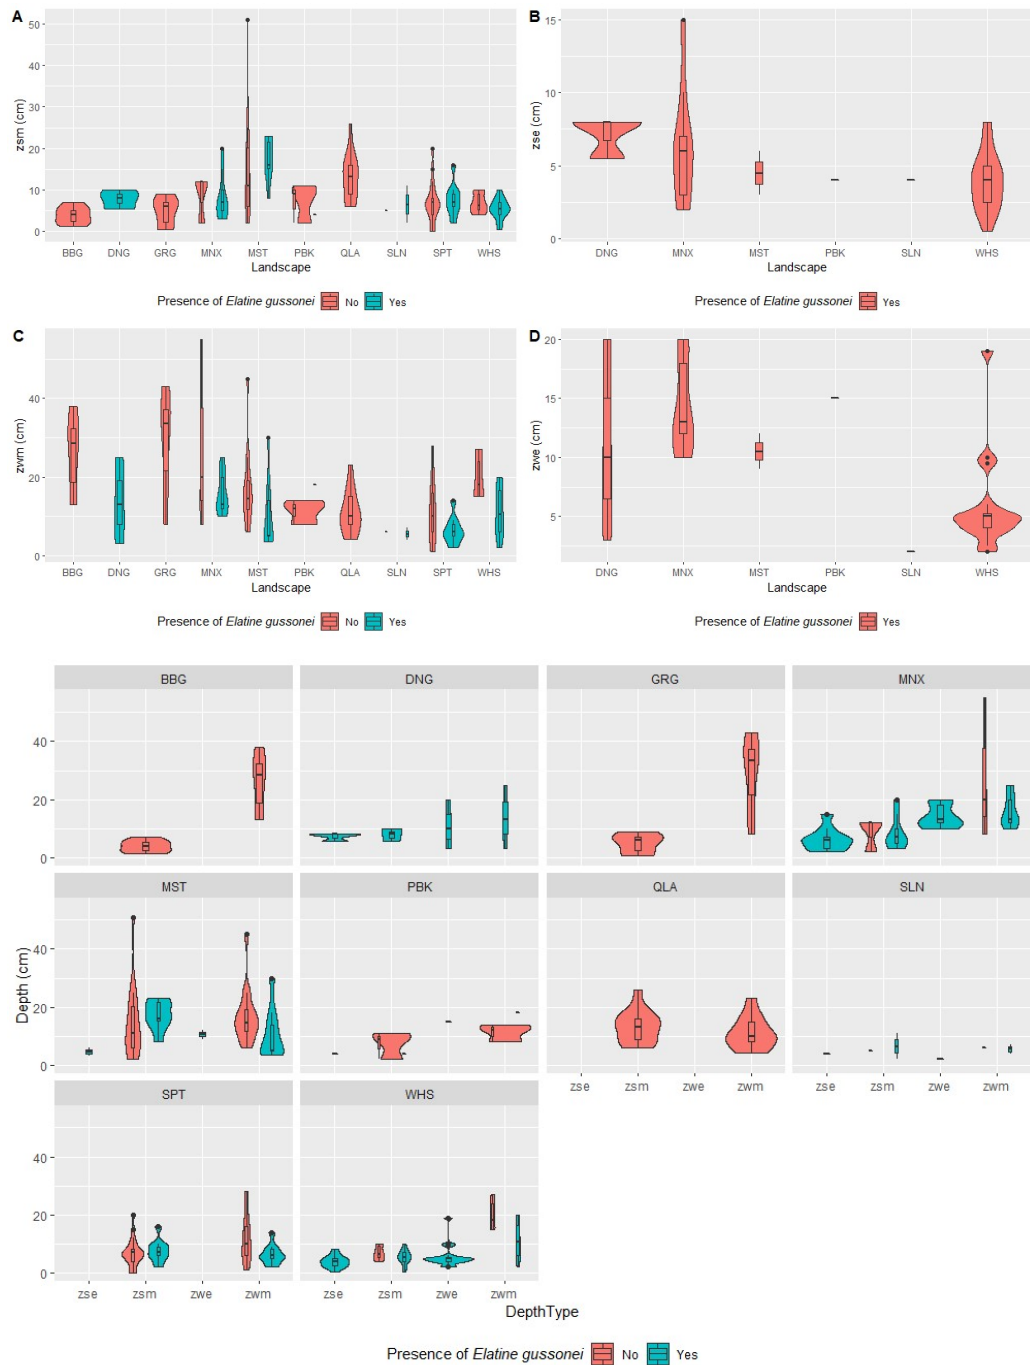 A
zsm (cm)
50
40
30
20
10
0
BBG DNG GRG MNX MST PBK QLA SLN SPT WHS
Landscape
Presence of Elatine gussonei No Yes
B
zse (cm)
15
10
5
0
DNG MNX MST PBK SLN WHS
Landscape
Presence of Elatine gussonei Yes
C
zwm (cm)
40
20
0
BBG DNG GRG MNX MST PBK QLA SLN SPT WHS
Landscape
Presence of Elatine gussonei No Yes
D
zwe (cm)
20
15
10
5
DNG MNX MST PBK SLN WHS
Landscape
Presence of Elatine gussonei Yes
BBG DNG GRG MNX
40
20
0
MST PBK QLA SLN
Depth (cm)
40
20
0
zse zsm zwe zwm zse zsm zwe zwm
SPT WHS
40
20
0
zse zsm zwe zwm zse zsm zwe zwm
DepthType
Presence of Elatine gussonei No Yes